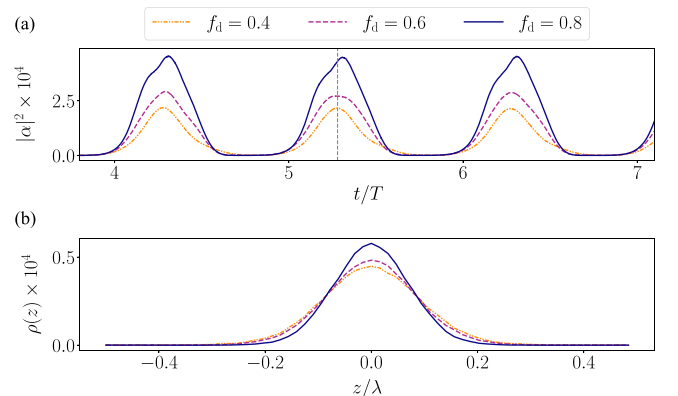 (a)
f_d = 0.4 f_d = 0.6 f_d = 0.8
|α|² × 10⁴
2.5
0.0
4 5 6 7
t/T
(b)
ρ(z) × 10⁴
0.5
0.0
−0.4 −0.2 0.0 0.2 0.4
z/λ